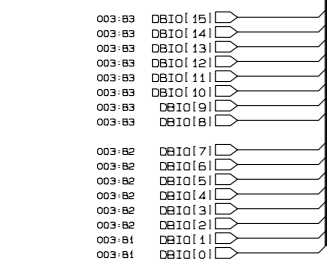 003:B3 DBIO[15]
003:B3 DBIO[14]
003:B3 DBIO[13]
003:B3 DBIO[12]
003:B3 DBIO[11]
003:B3 DBIO[10]
003:B3 DBIO[9]
003:B3 DBIO[8]
003:B2 DBIO[7]
003:B2 DBIO[6]
003:B2 DBIO[5]
003:B2 DBIO[4]
003:B2 DBIO[3]
003:B2 DBIO[2]
003:B1 DBIO[1]
003:B1 DBIO[0]